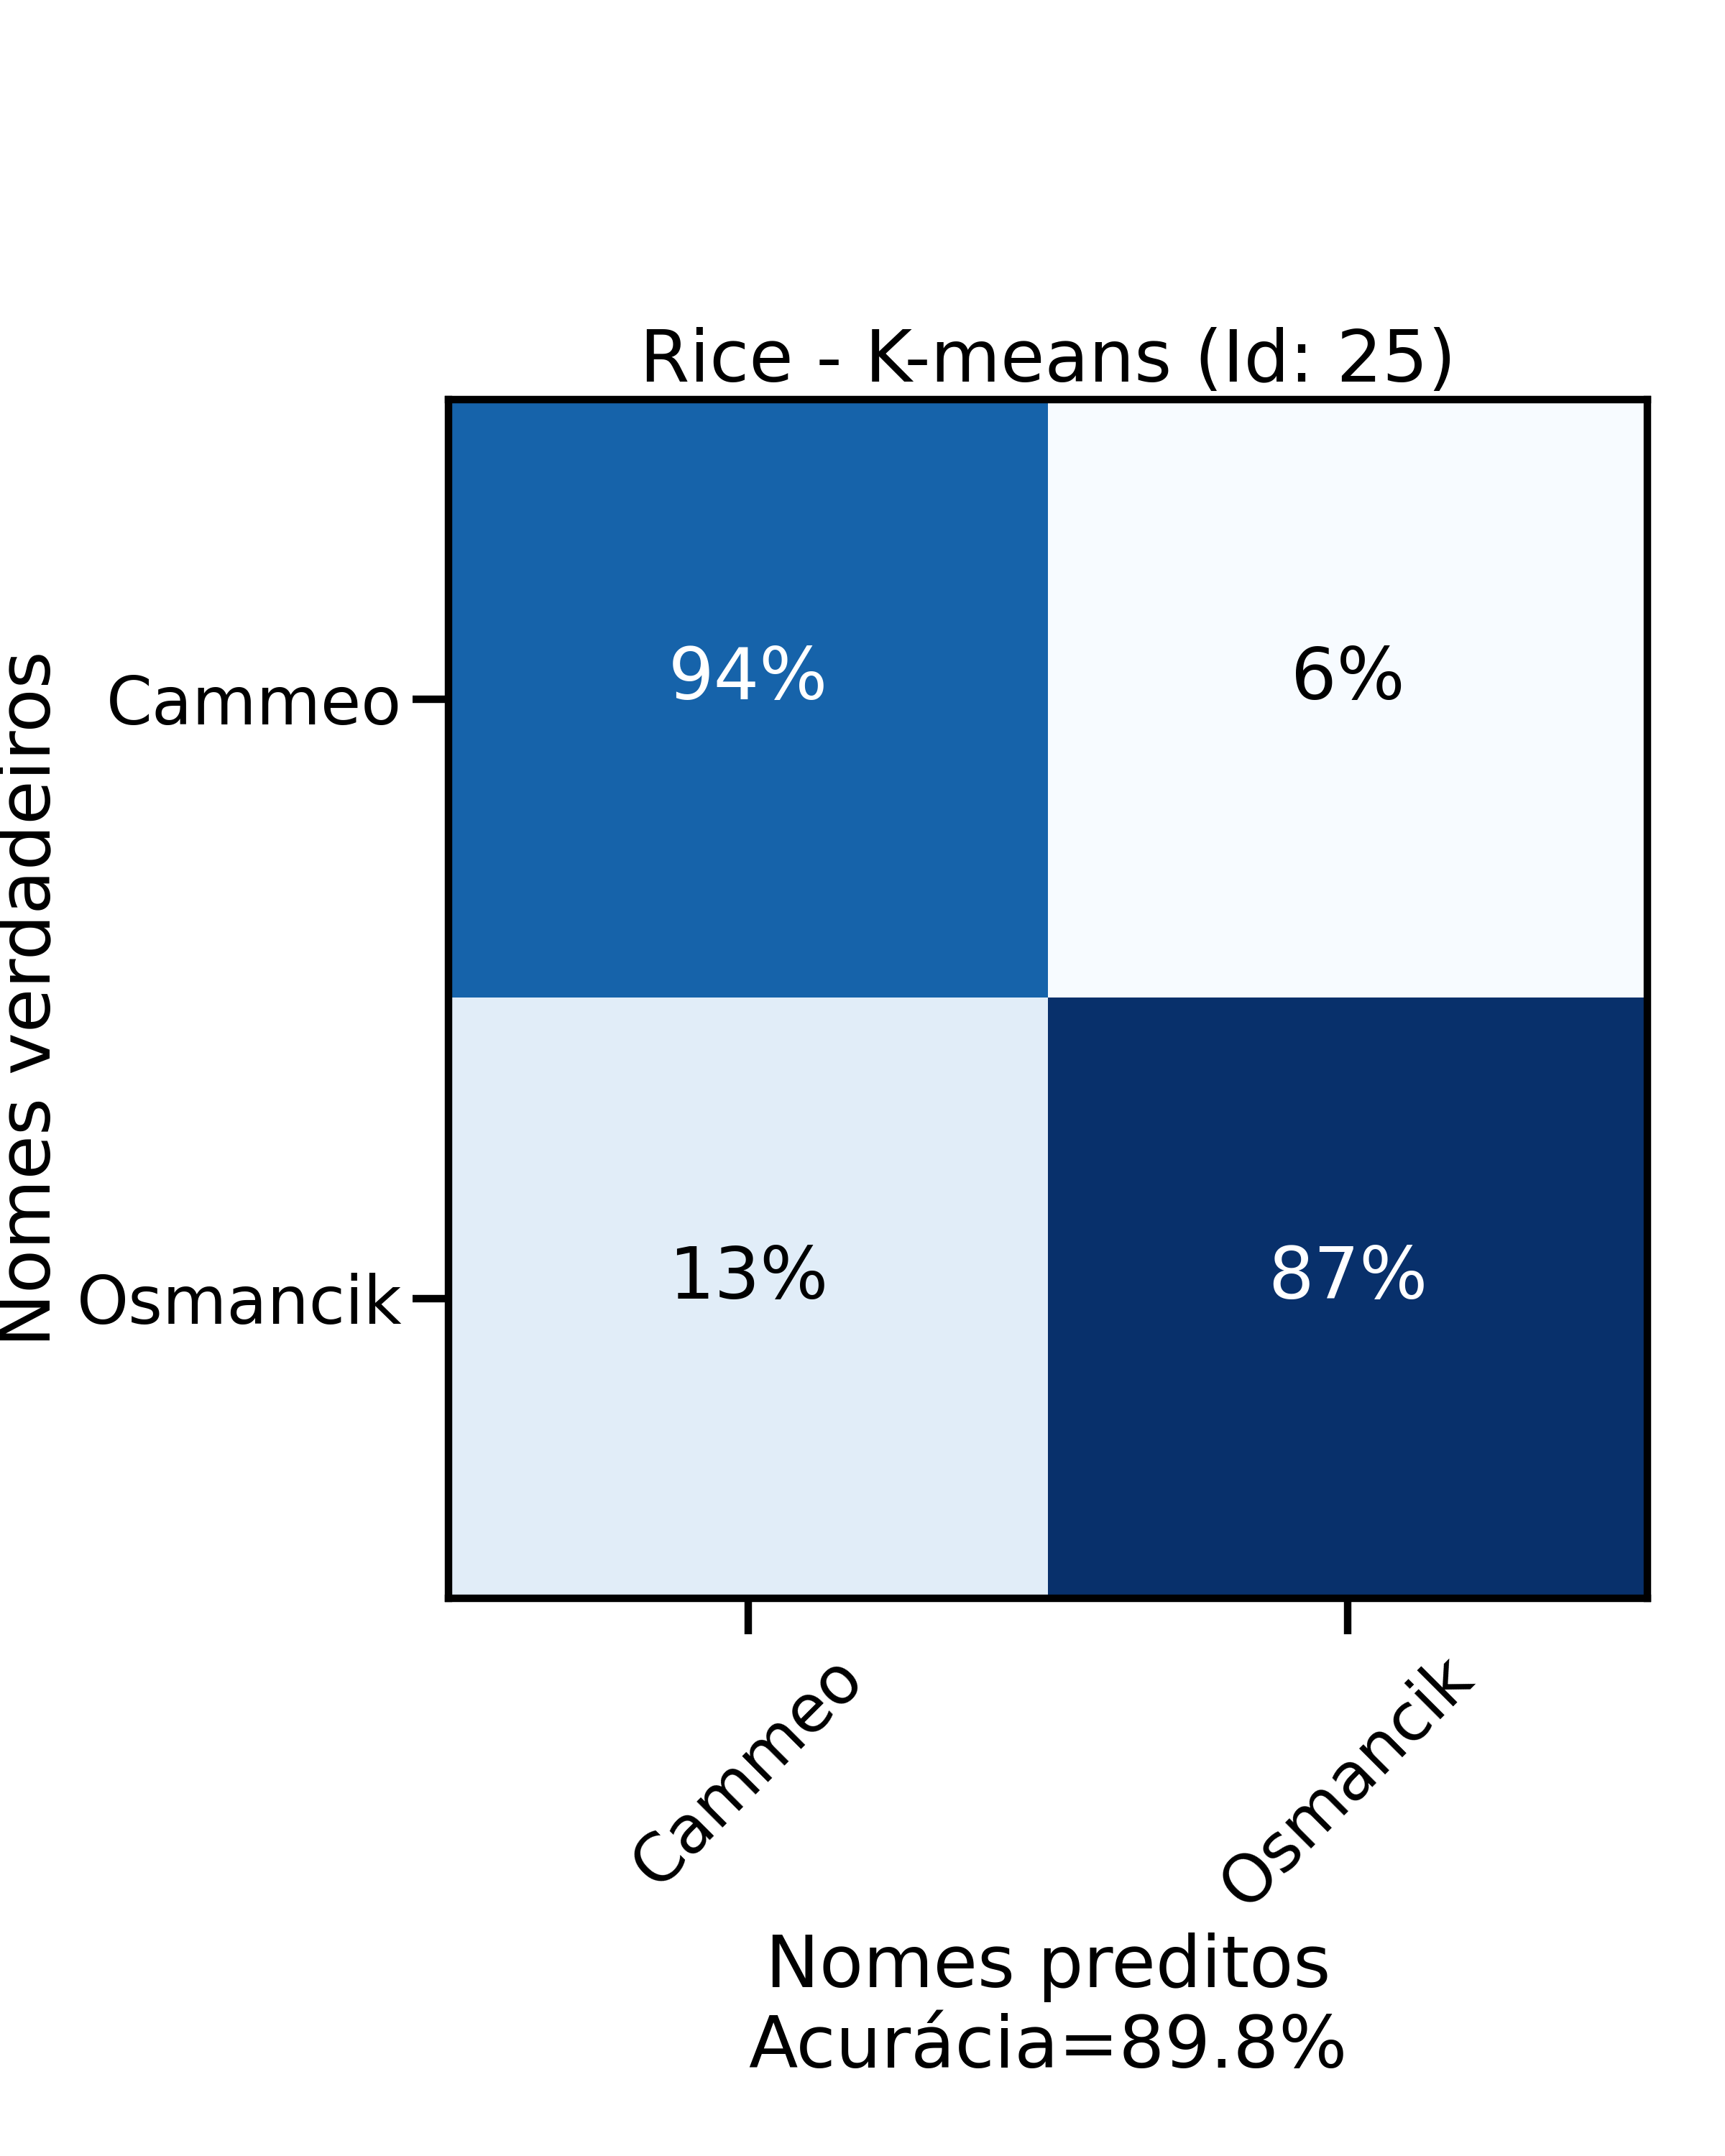 Rice - K-means (Id: 25)
Nomes verdadeiros
Cammeo
94%
6%
Osmancik
13%
87%
Cammeo
Osmancik
Nomes preditos
Acurácia=89.8%